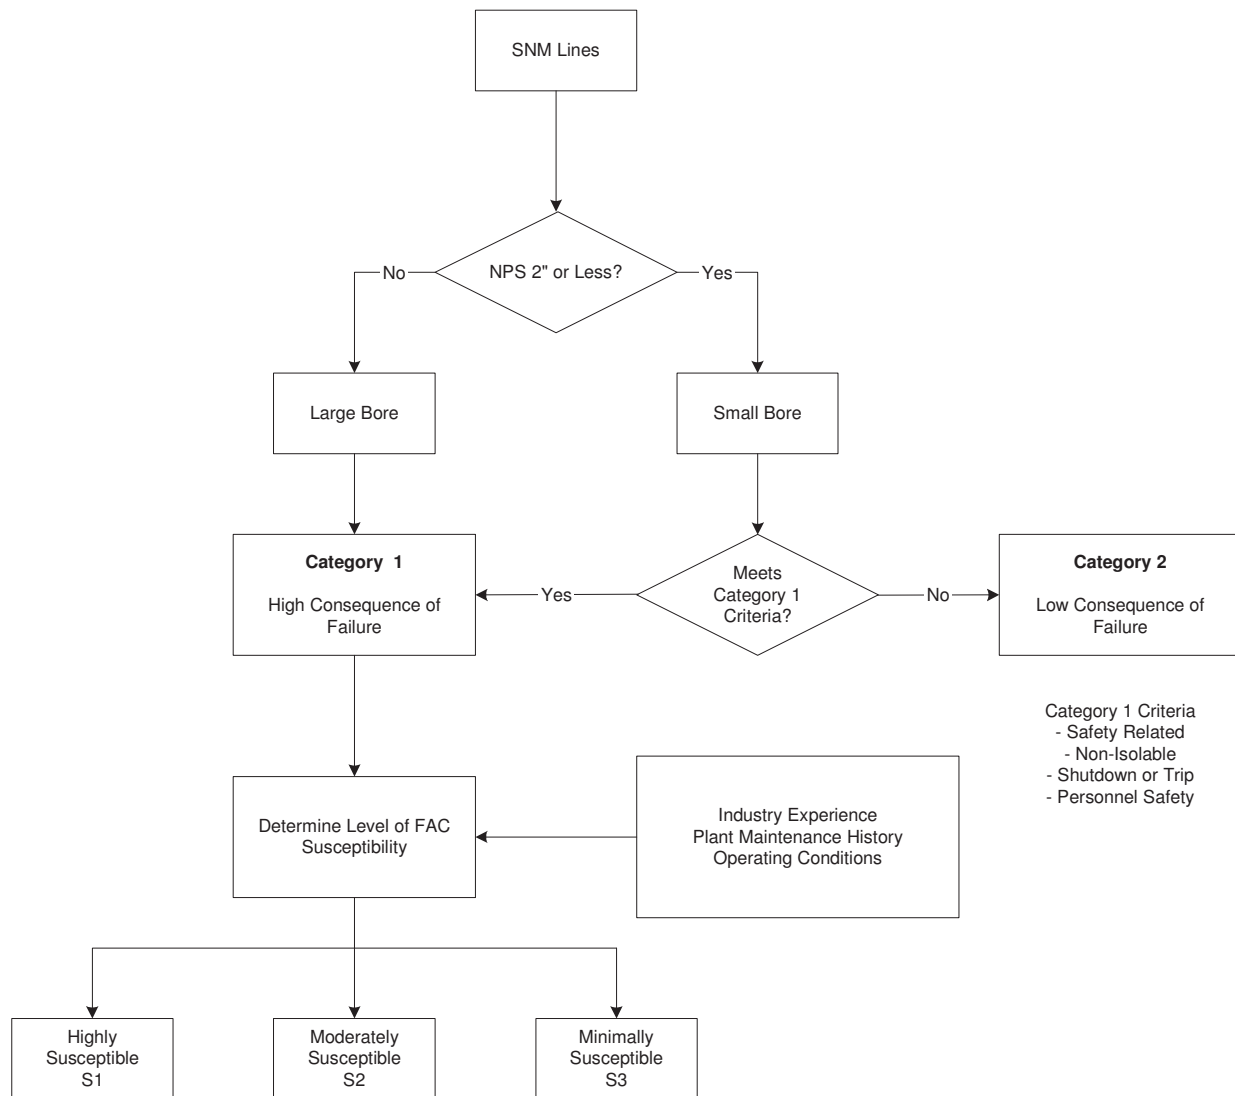 SNM Lines
NPS 2" or Less?
No
Yes
Large Bore
Small Bore
Category 1
High Consequence of
Failure
Yes
Meets
Category 1
Criteria?
No
Category 2
Low Consequence of
Failure
Category 1 Criteria
- Safety Related
- Non-Isolable
- Shutdown or Trip
- Personnel Safety
Determine Level of FAC
Susceptibility
Industry Experience
Plant Maintenance History
Operating Conditions
Highly
Susceptible
S1
Moderately
Susceptible
S2
Minimally
Susceptible
S3